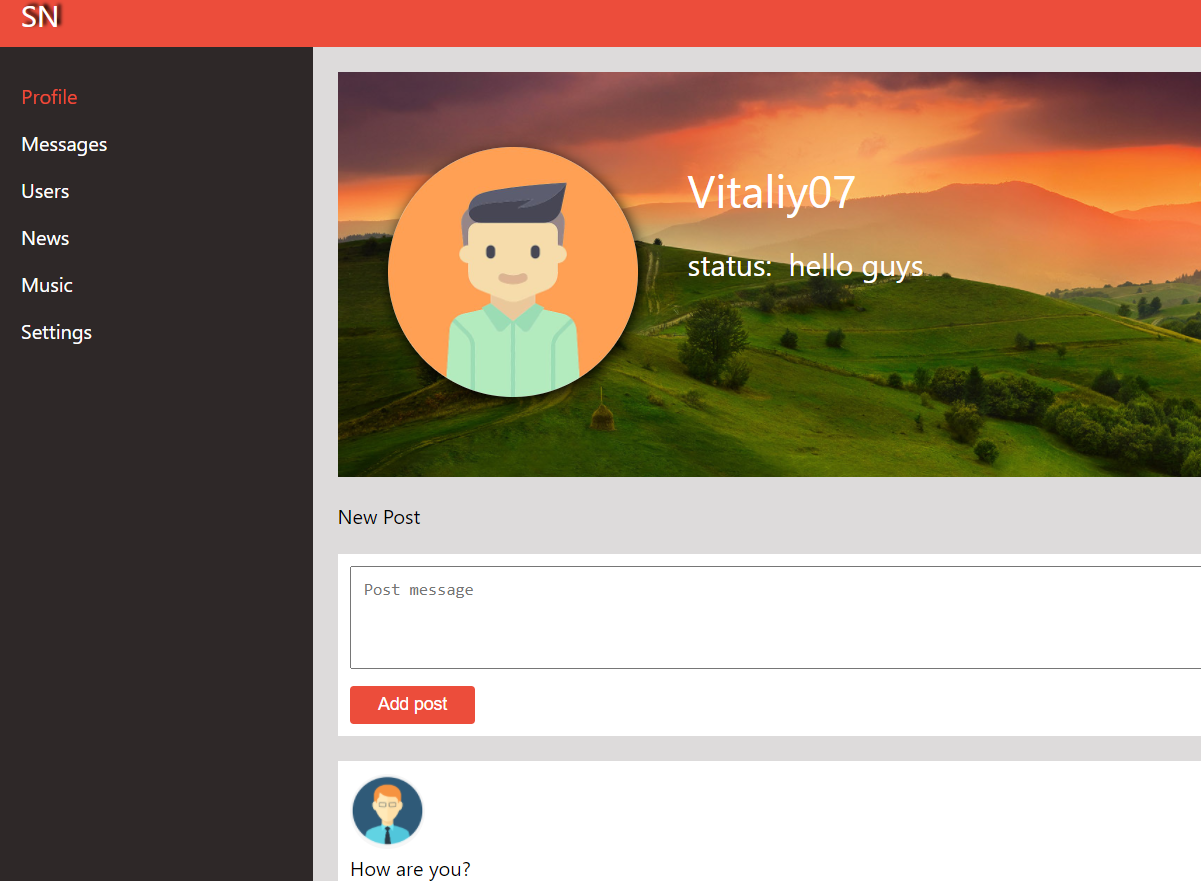 SN
Profile
Messages
Users
News
Music
Settings
Vitaliy07
status: hello guys
New Post
Post message
Add post
How are you?